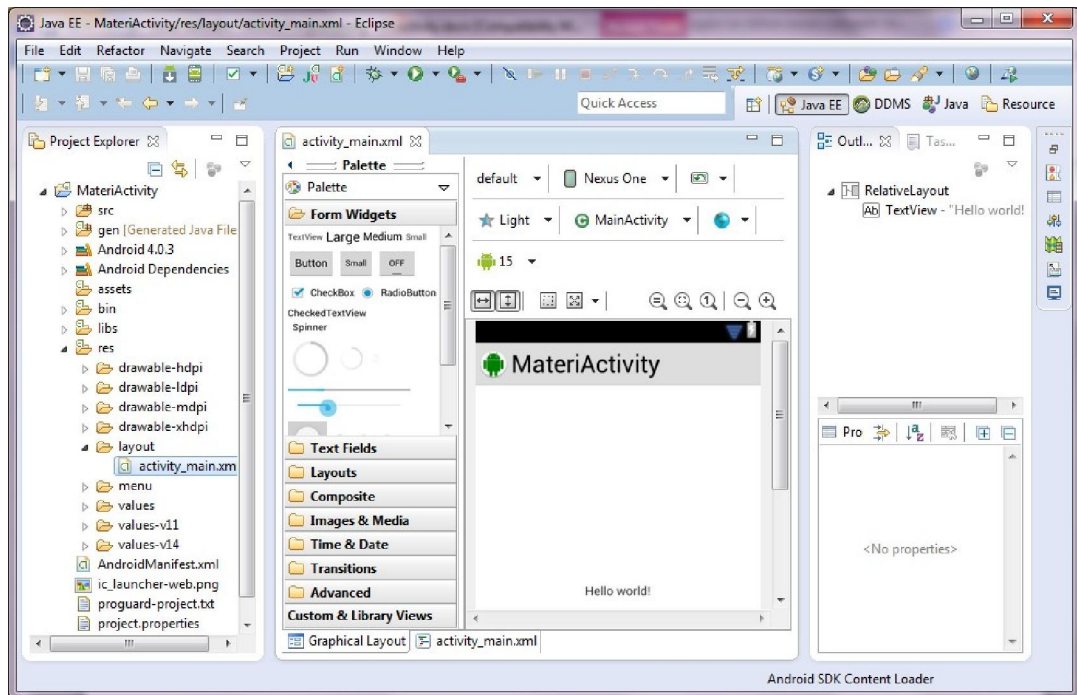 Java EE - MateriActivity/res/layout/activity_main.xml - Eclipse
File Edit Refactor Navigate Search Project Run Window Help
Quick Access
Java EE DDMS Java Resource
Project Explorer
MateriActivity
src
gen [Generated Java File
Android 4.0.3
Android Dependencies
assets
bin
libs
res
drawable-hdpi
drawable-ldpi
drawable-mdpi
drawable-xhdpi
layout
activity_main.xm
menu
values
values-v11
values-v14
AndroidManifest.xml
ic_launcher-web.png
proguard-project.txt
project.properties
activity_main.xml
Palette
Palette
Form Widgets
TextView Large Medium Small
Button Small OFF
CheckBox RadioButton
CheckedTextView
Spinner
Text Fields
Layouts
Composite
Images & Media
Time & Date
Transitions
Advanced
Custom & Library Views
default Nexus One
Light MainActivity
15
MateriActivity
Hello world!
Graphical Layout activity_main.xml
Outl... Tas...
RelativeLayout
Ab TextView - "Hello world!
Pro
<No properties>
Android SDK Content Loader